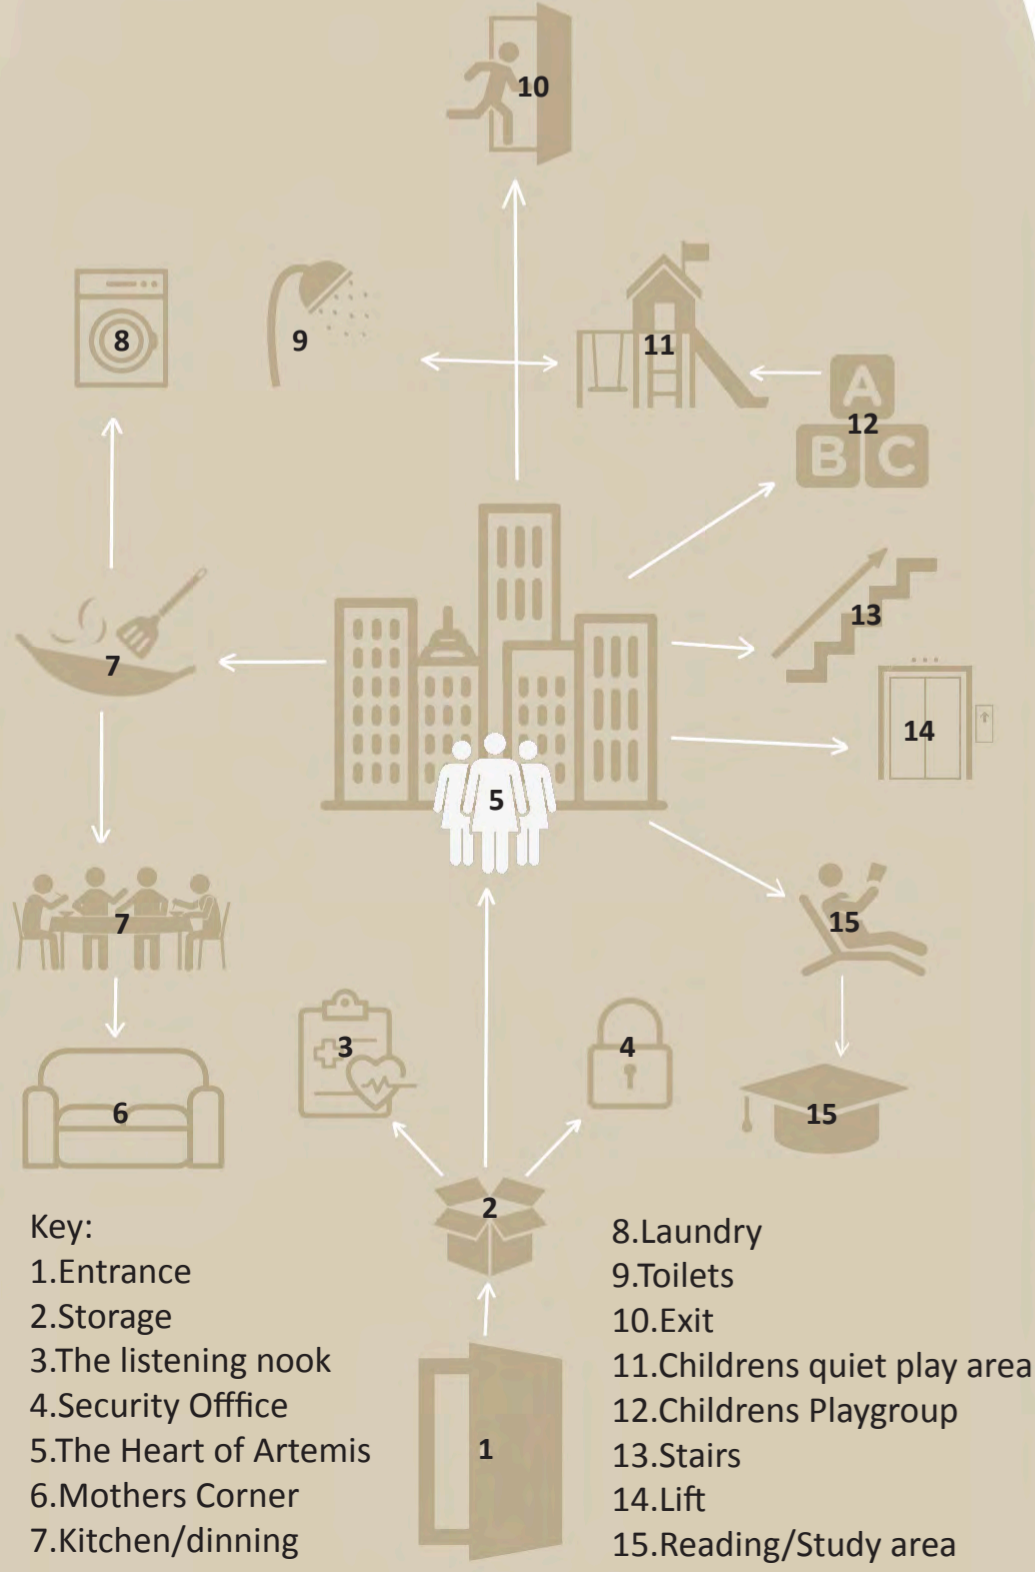 10
8
9
11
A
12
B C
13
7
14
5
7
15
3
4
6
15
2
1
Key:
1.Entrance
2.Storage
3.The listening nook
4.Security Offfice
5.The Heart of Artemis
6.Mothers Corner
7.Kitchen/dinning
8.Laundry
9.Toilets
10.Exit
11.Childrens quiet play area
12.Childrens Playgroup
13.Stairs
14.Lift
15.Reading/Study area